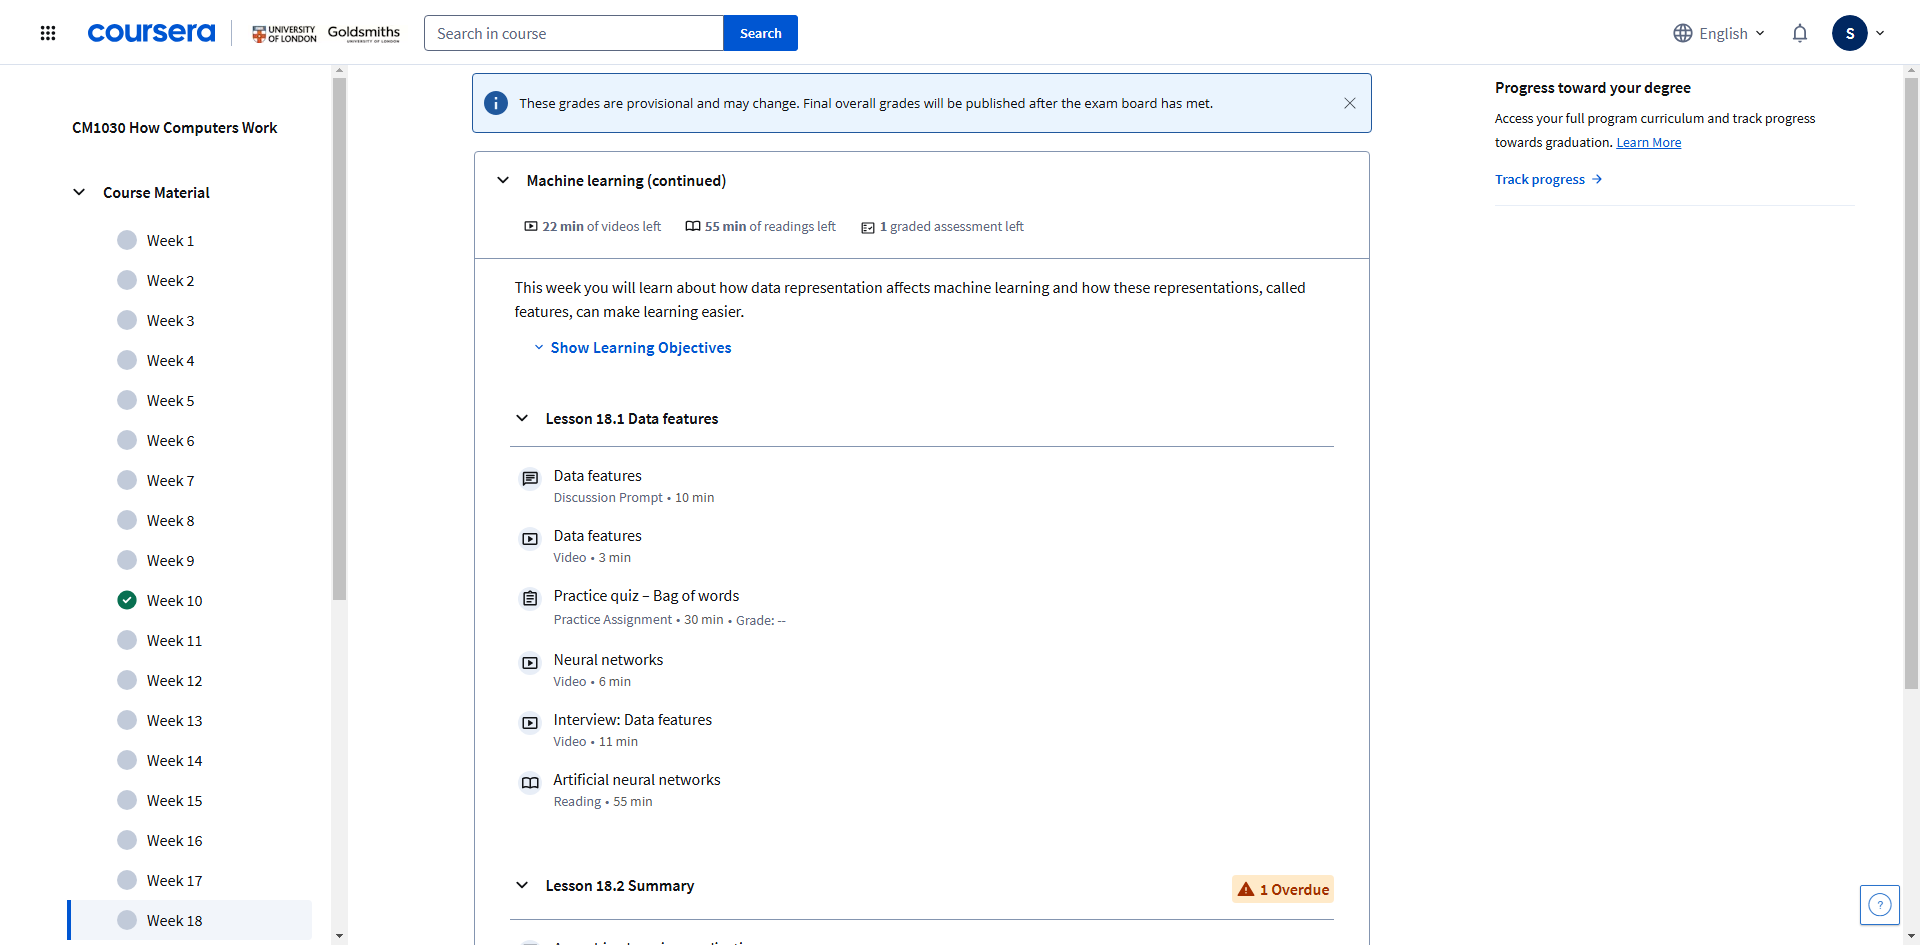 coursera
UNIVERSITY OF LONDON
Goldsmiths
UNIVERSITY OF LONDON
Search in course
Search
English
S
CM1030 How Computers Work
Course Material
Week 1
Week 2
Week 3
Week 4
Week 5
Week 6
Week 7
Week 8
Week 9
Week 10
Week 11
Week 12
Week 13
Week 14
Week 15
Week 16
Week 17
Week 18
These grades are provisional and may change. Final overall grades will be published after the exam board has met.
Machine learning (continued)
22 min of videos left
55 min of readings left
1 graded assessment left
This week you will learn about how data representation affects machine learning and how these representations, called
features, can make learning easier.
Show Learning Objectives
Lesson 18.1 Data features
Data features
Discussion Prompt • 10 min
Data features
Video • 3 min
Practice quiz – Bag of words
Practice Assignment • 30 min • Grade: --
Neural networks
Video • 6 min
Interview: Data features
Video • 11 min
Artificial neural networks
Reading • 55 min
Lesson 18.2 Summary
1 Overdue
Progress toward your degree
Access your full program curriculum and track progress
towards graduation. Learn More
Track progress →
?